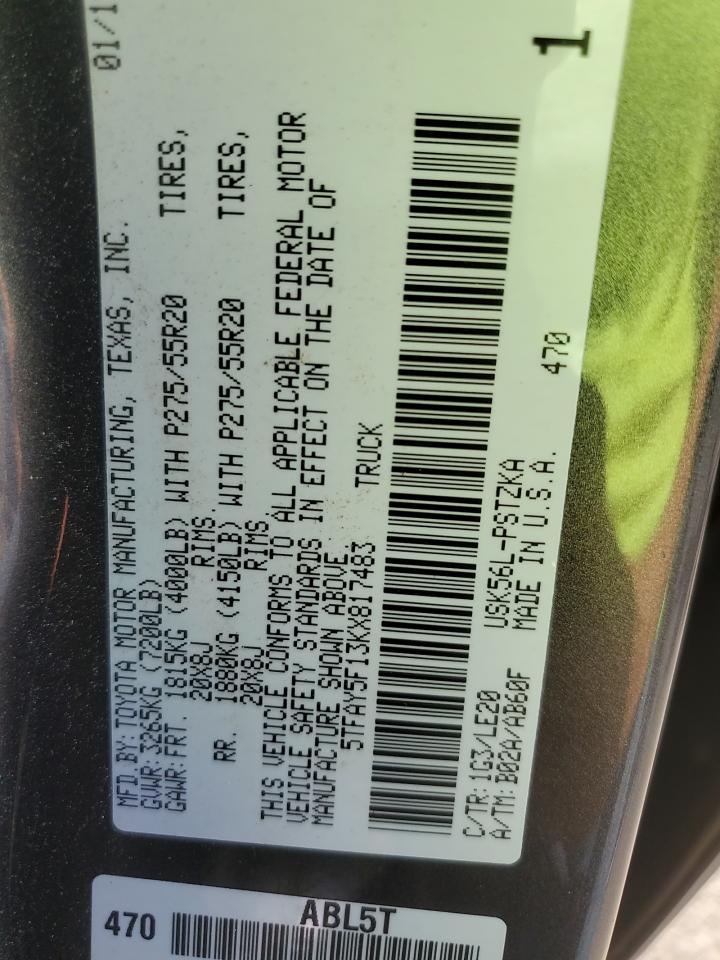 MFD. BY: TOYOTA MOTOR MANUFACTURING, TEXAS, INC. 01/1
GVWR: 3265KG (7200LB)
GAWR: FRT. 1815KG (4000LB) WITH P275/55R20 TIRES,
20X8J RIMS.
RR. 1880KG (4150LB) WITH P275/55R20 TIRES,
20X8J RIMS.
THIS VEHICLE CONFORMS TO ALL APPLICABLE FEDERAL MOTOR
VEHICLE SAFETY STANDARDS IN EFFECT ON THE DATE OF
MANUFACTURE SHOWN ABOVE.
5TFAY5F13KX817483 TRUCK
C/TR: 1G3/LE20 USK56L-PSTZKA
A/TM: B02A/AB60F MADE IN U.S.A. 470
1
ABL5T
470